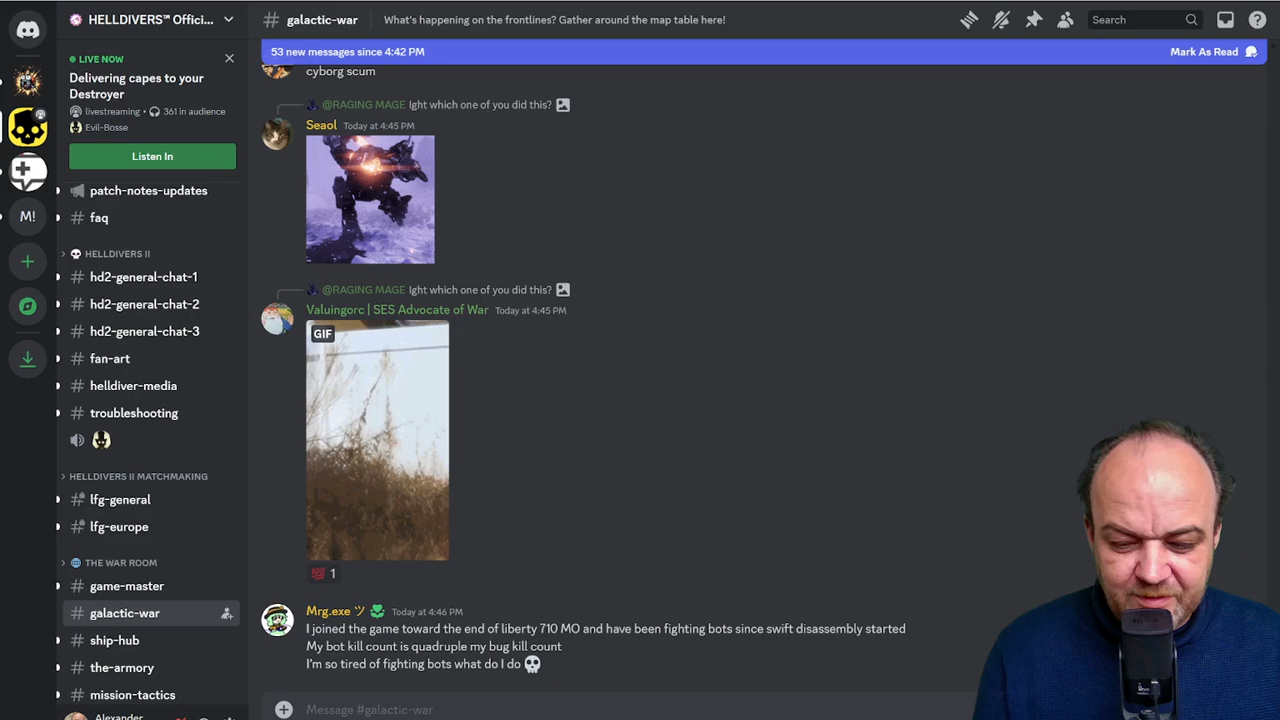 HELLDIVERS™ Offici...
# galactic-war
What's happening on the frontlines? Gather around the map table here!
Search
53 new messages since 4:42 PM
Mark As Read
LIVE NOW
Delivering capes to your
Destroyer
livestreaming • 361 in audience
Evil-Bosse
Listen In
patch-notes-updates
# faq
HELLDIVERS II
# hd2-general-chat-1
# hd2-general-chat-2
# hd2-general-chat-3
# fan-art
# helldiver-media
# troubleshooting
HELLDIVERS II MATCHMAKING
# lfg-general
# lfg-europe
THE WAR ROOM
# game-master
# galactic-war
# ship-hub
# the-armory
# mission-tactics
Alexander
M!
cyborg scum
@RAGING MAGE Ight which one of you did this?
Seaol Today at 4:45 PM
@RAGING MAGE Ight which one of you did this?
Valuingorc | SES Advocate of War Today at 4:45 PM
GIF
💯 1
Mrg.exe ツ Today at 4:46 PM
I joined the game toward the end of liberty 710 MO and have been fighting bots since swift disassembly started
My bot kill count is quadruple my bug kill count
I'm so tired of fighting bots what do I do 💀
Message #galactic-war